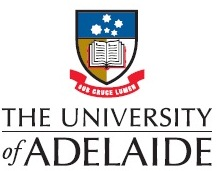 SUB CRUCE LUMEN
THE UNIVERSITY
of ADELAIDE